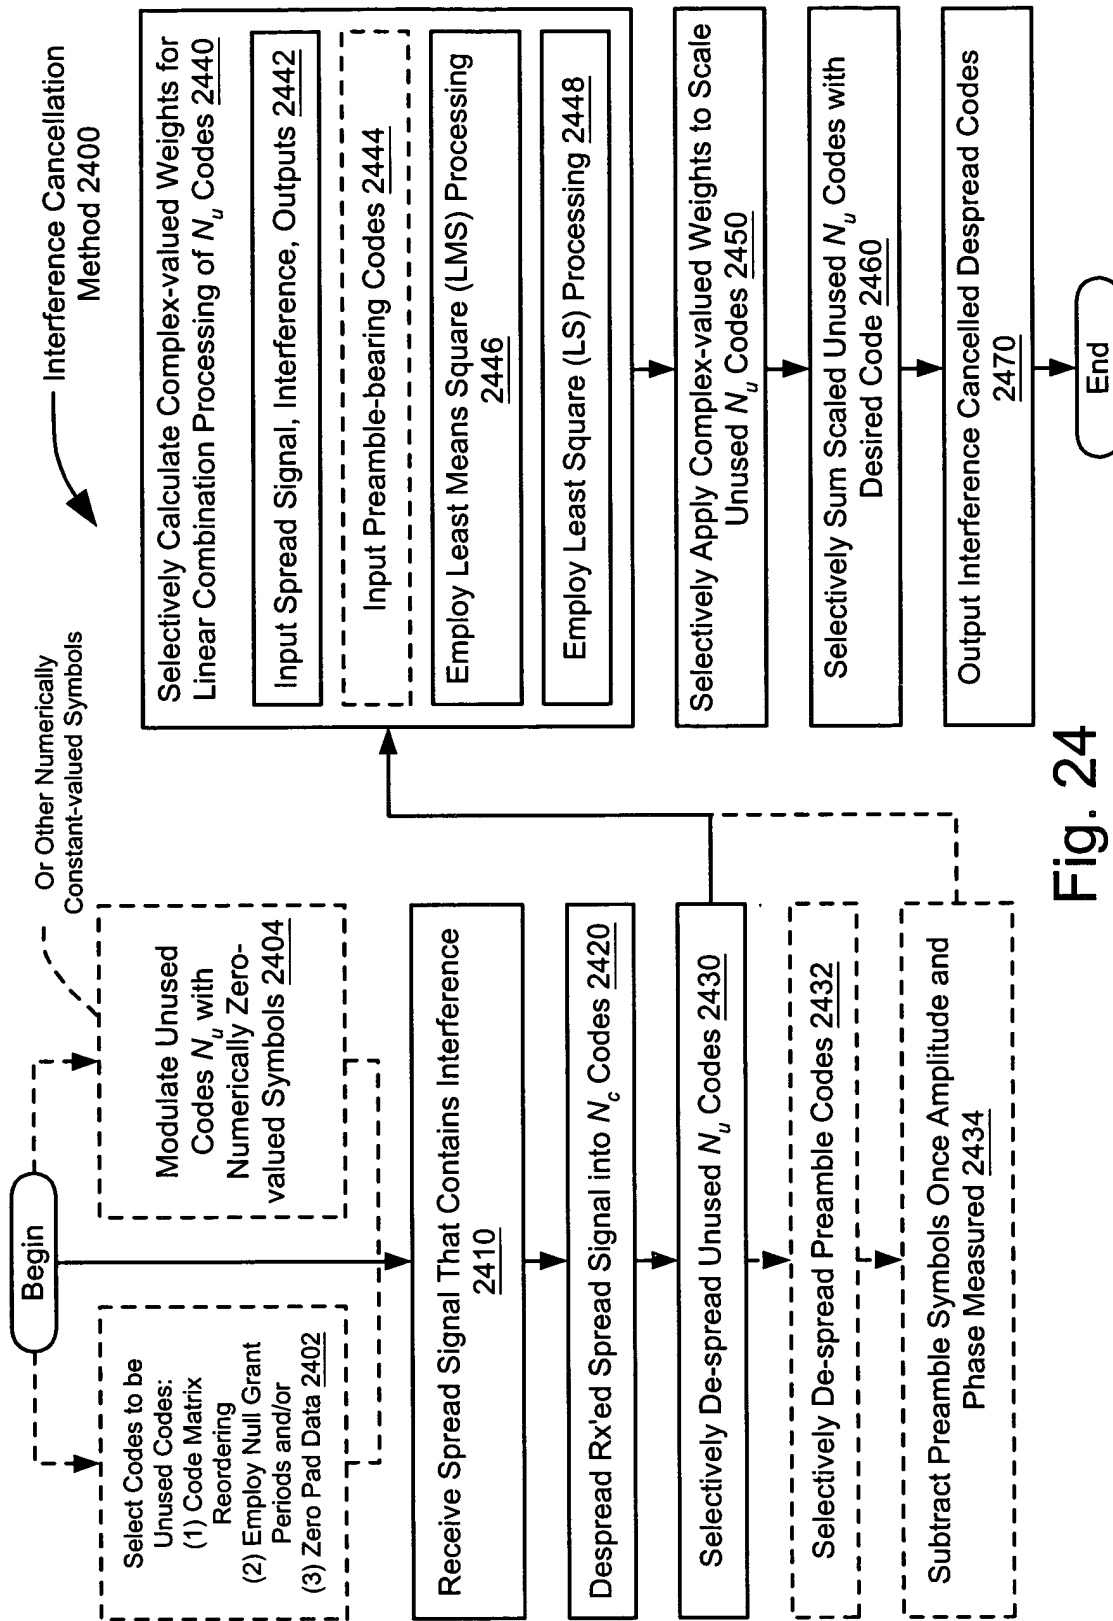 Interference Cancellation
Method 2400
Begin
Select Codes to be
Unused Codes:
(1) Code Matrix
Reordering
(2) Employ Null Grant
Periods and/or
(3) Zero Pad Data 2402
Modulate Unused
Codes Nu with
Numerically Zero-
valued Symbols 2404
Or Other Numerically
Constant-valued Symbols
Receive Spread Signal That Contains Interference
2410
Despread Rx'ed Spread Signal into Nc Codes 2420
Selectively De-spread Unused Nu Codes 2430
Selectively De-spread Preamble Codes 2432
Subtract Preamble Symbols Once Amplitude and
Phase Measured 2434
Selectively Calculate Complex-valued Weights for
Linear Combination Processing of Nu Codes 2440
Input Spread Signal, Interference, Outputs 2442
Input Preamble-bearing Codes 2444
Employ Least Means Square (LMS) Processing
2446
Employ Least Square (LS) Processing 2448
Selectively Apply Complex-valued Weights to Scale
Unused Nu Codes 2450
Selectively Sum Scaled Unused Nu Codes with
Desired Code 2460
Output Interference Cancelled Despread Codes
2470
End
Fig. 24